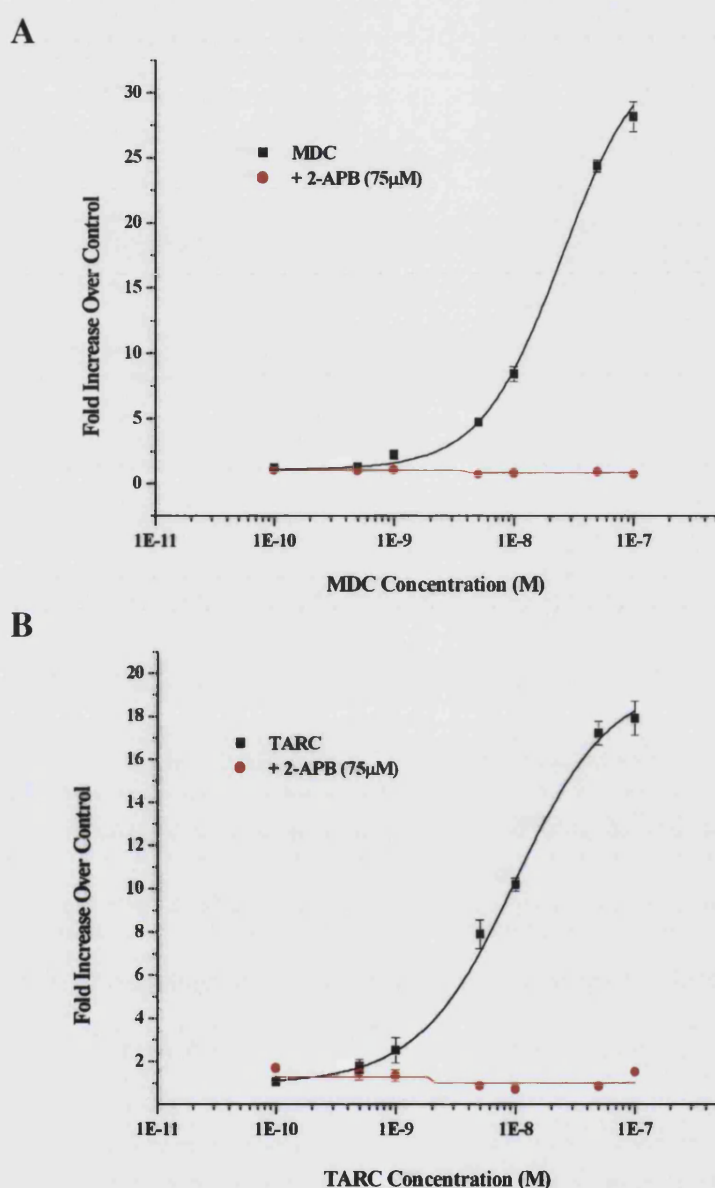 A
30
25
20
15
10
5
0
Fold Increase Over Control
MDC
+ 2-APB (75μM)
1E-11 1E-10 1E-9 1E-8 1E-7
MDC Concentration (M)
B
20
18
16
14
12
10
8
6
4
2
Fold Increase Over Control
TARC
+ 2-APB (75μM)
1E-11 1E-10 1E-9 1E-8 1E-7
TARC Concentration (M)